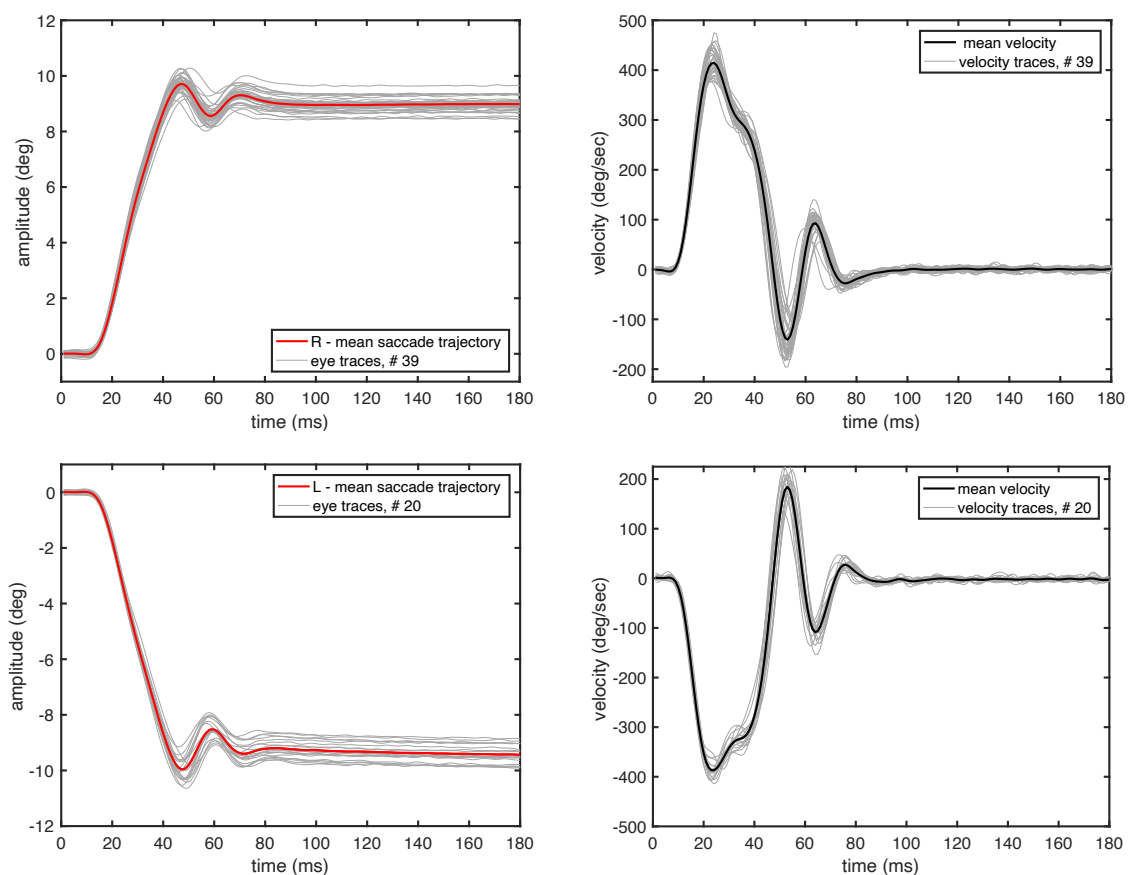 12
10
8
6
4
2
0
amplitude (deg)
R - mean saccade trajectory
eye traces, # 39
0 20 40 60 80 100 120 140 160 180
time (ms)
500
400
300
200
100
0
-100
-200
velocity (deg/sec)
mean velocity
velocity traces, # 39
0 20 40 60 80 100 120 140 160 180
time (ms)
0
-2
-4
-6
-8
-10
-12
amplitude (deg)
L - mean saccade trajectory
eye traces, # 20
0 20 40 60 80 100 120 140 160 180
time (ms)
200
100
0
-100
-200
-300
-400
-500
velocity (deg/sec)
mean velocity
velocity traces, # 20
0 20 40 60 80 100 120 140 160 180
time (ms)